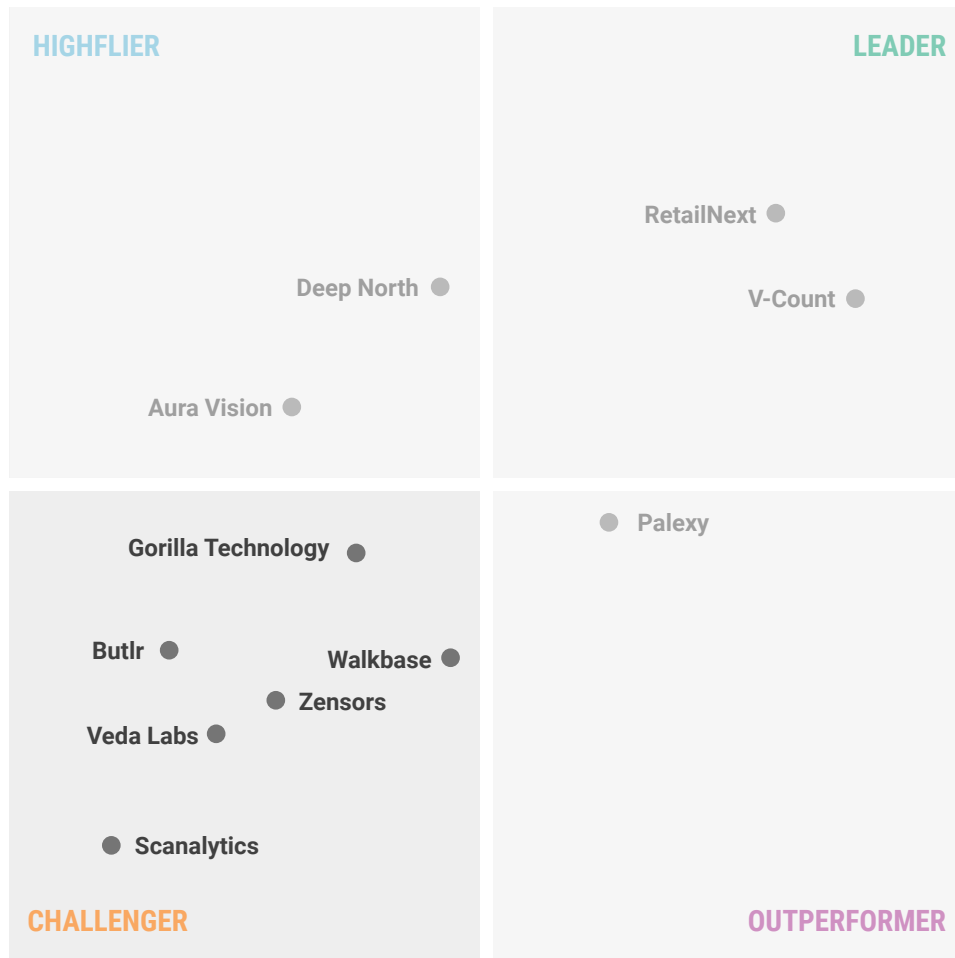 HIGHFLIER
LEADER
RetailNext
Deep North
V-Count
Aura Vision
Palexy
Gorilla Technology
Butlr
Walkbase
Zensors
Veda Labs
Scanalytics
CHALLENGER
OUTPERFORMER